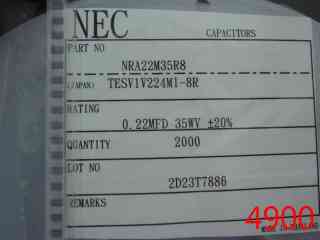 NEC CAPACITORS
PART NO
NRA22M35R8
(JAPAN) TESV1V224M1-8R
RATING
0.22MFD 35WV ±20%
QUANTITY 2000
LOT NO
2D23T7886
REMARKS
4900